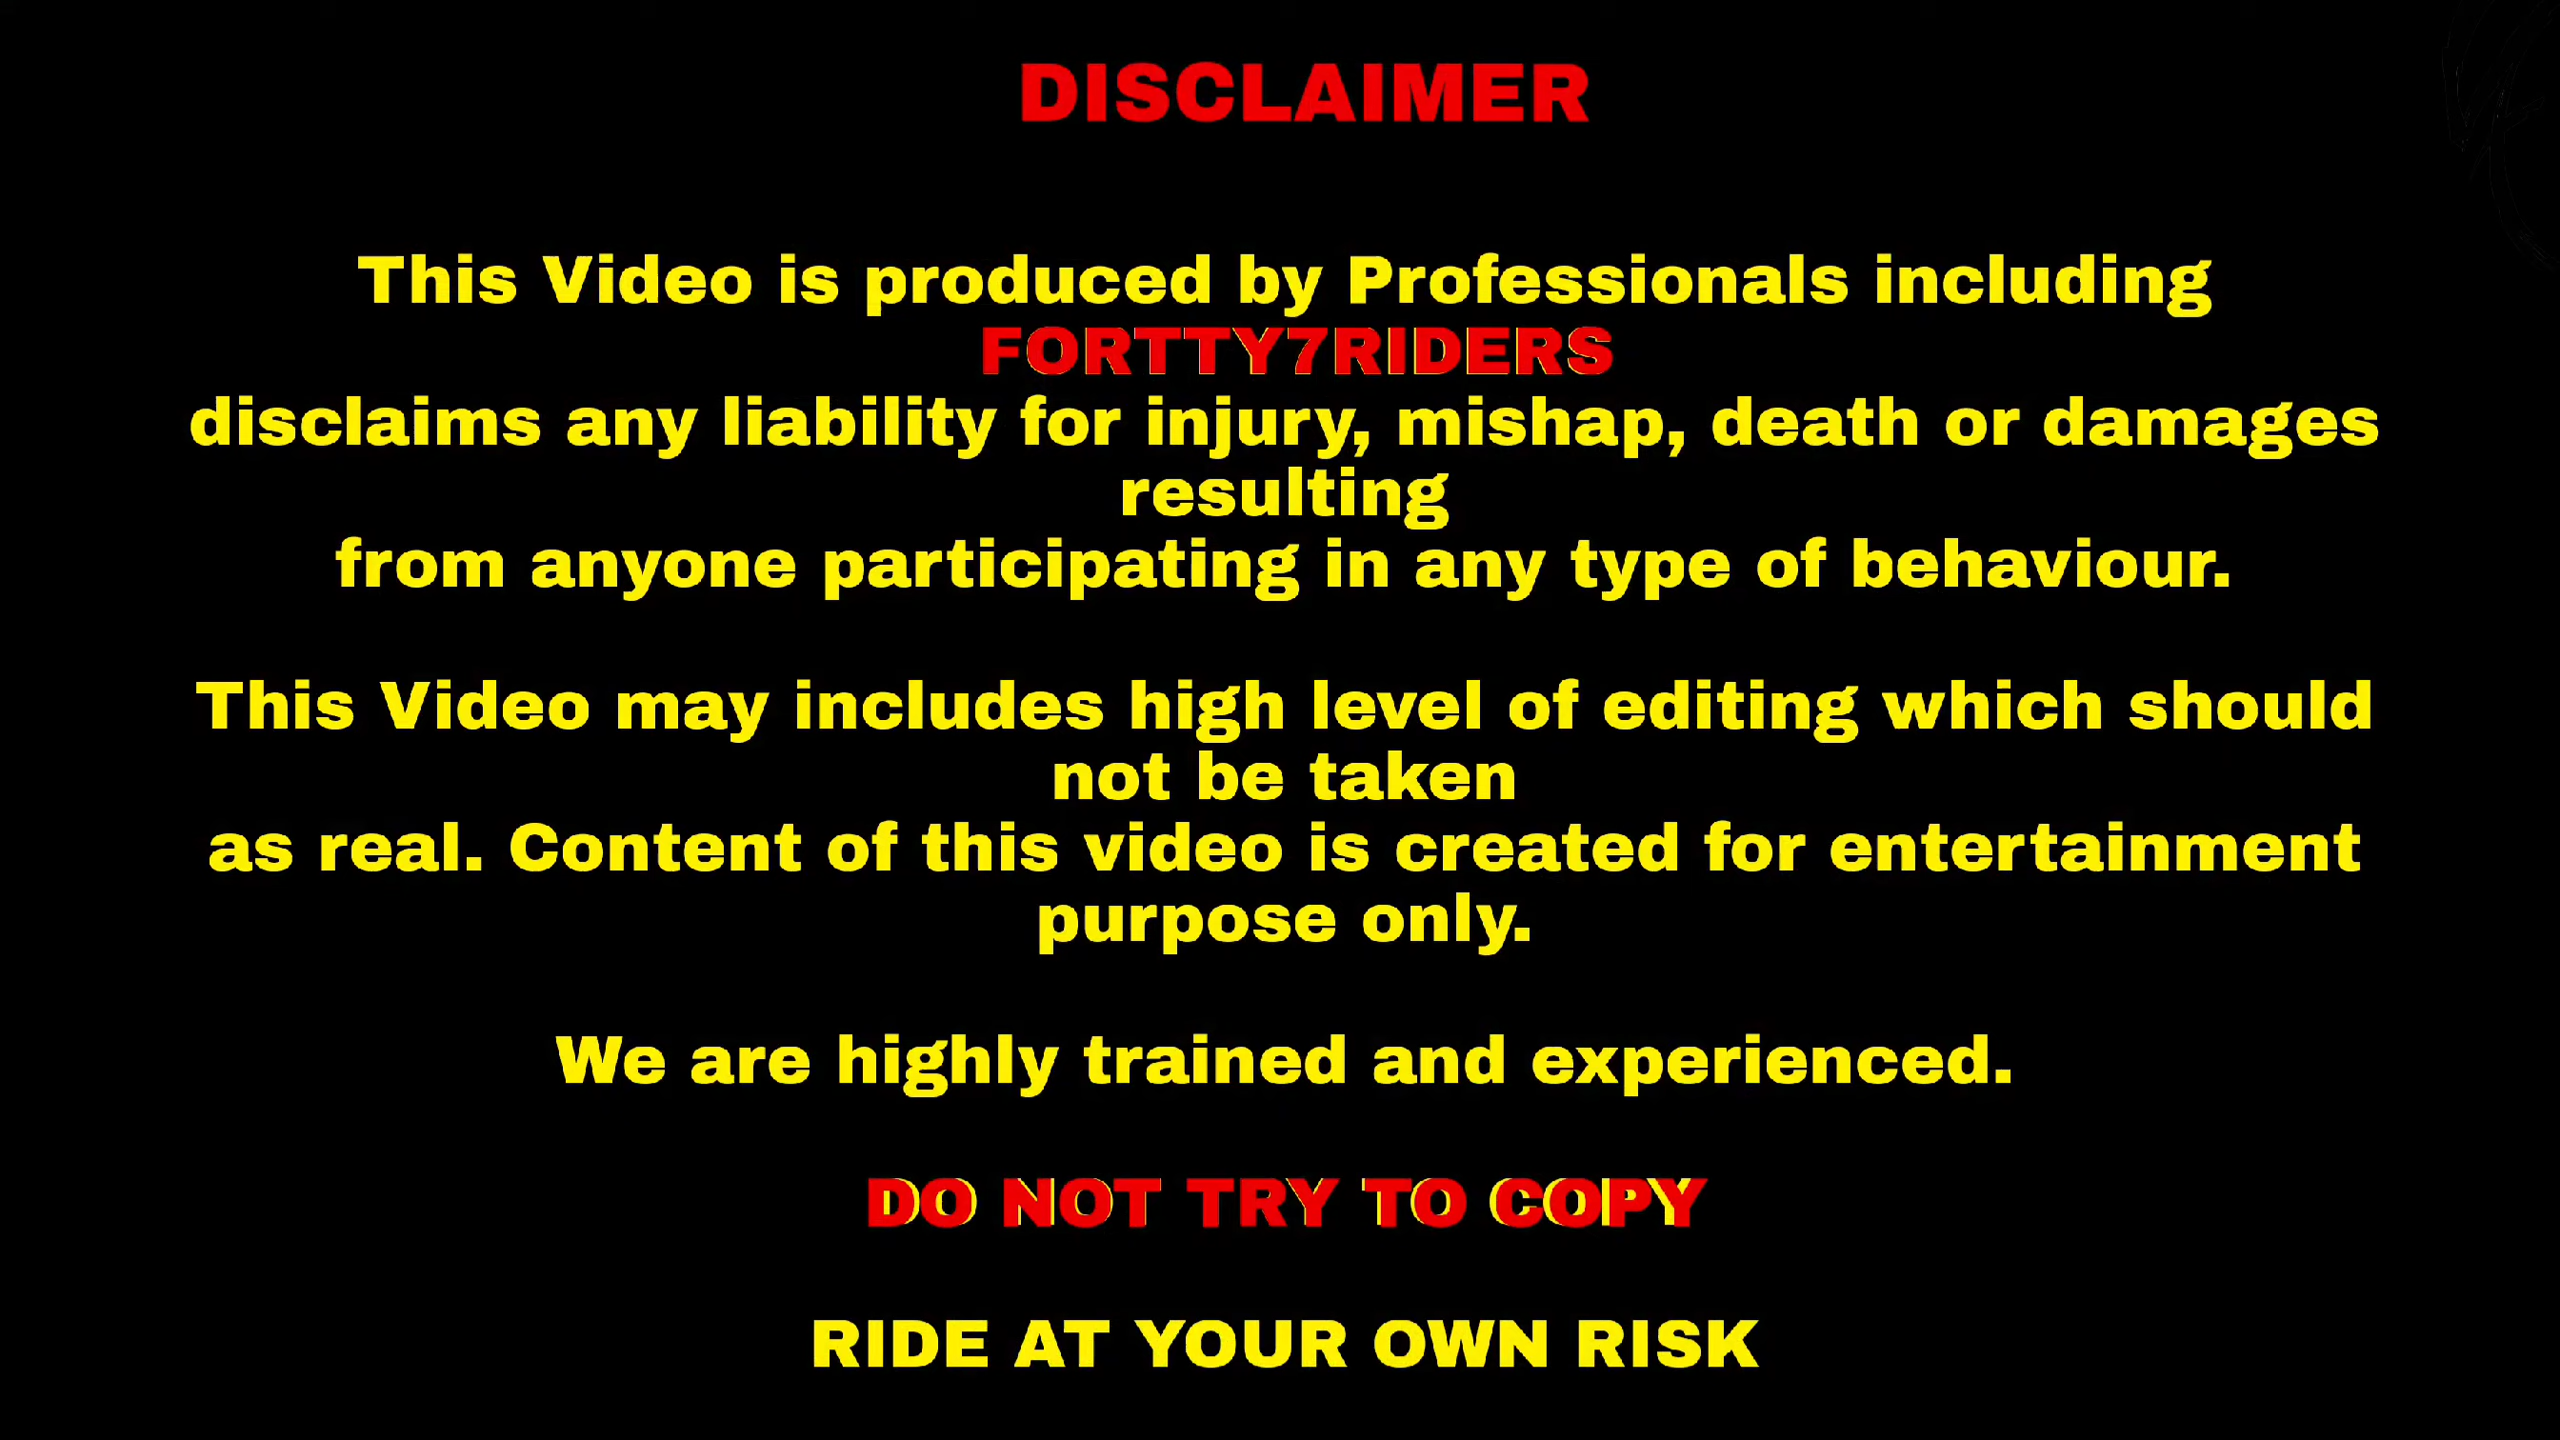 DISCLAIMER
This Video is produced by Professionals including
FORTTY7RIDERS
disclaims any liability for injury, mishap, death or damages
resulting
from anyone participating in any type of behaviour.
This Video may includes high level of editing which should
not be taken
as real. Content of this video is created for entertainment
purpose only.
We are highly trained and experienced.
DO NOT TRY TO COPY
RIDE AT YOUR OWN RISK